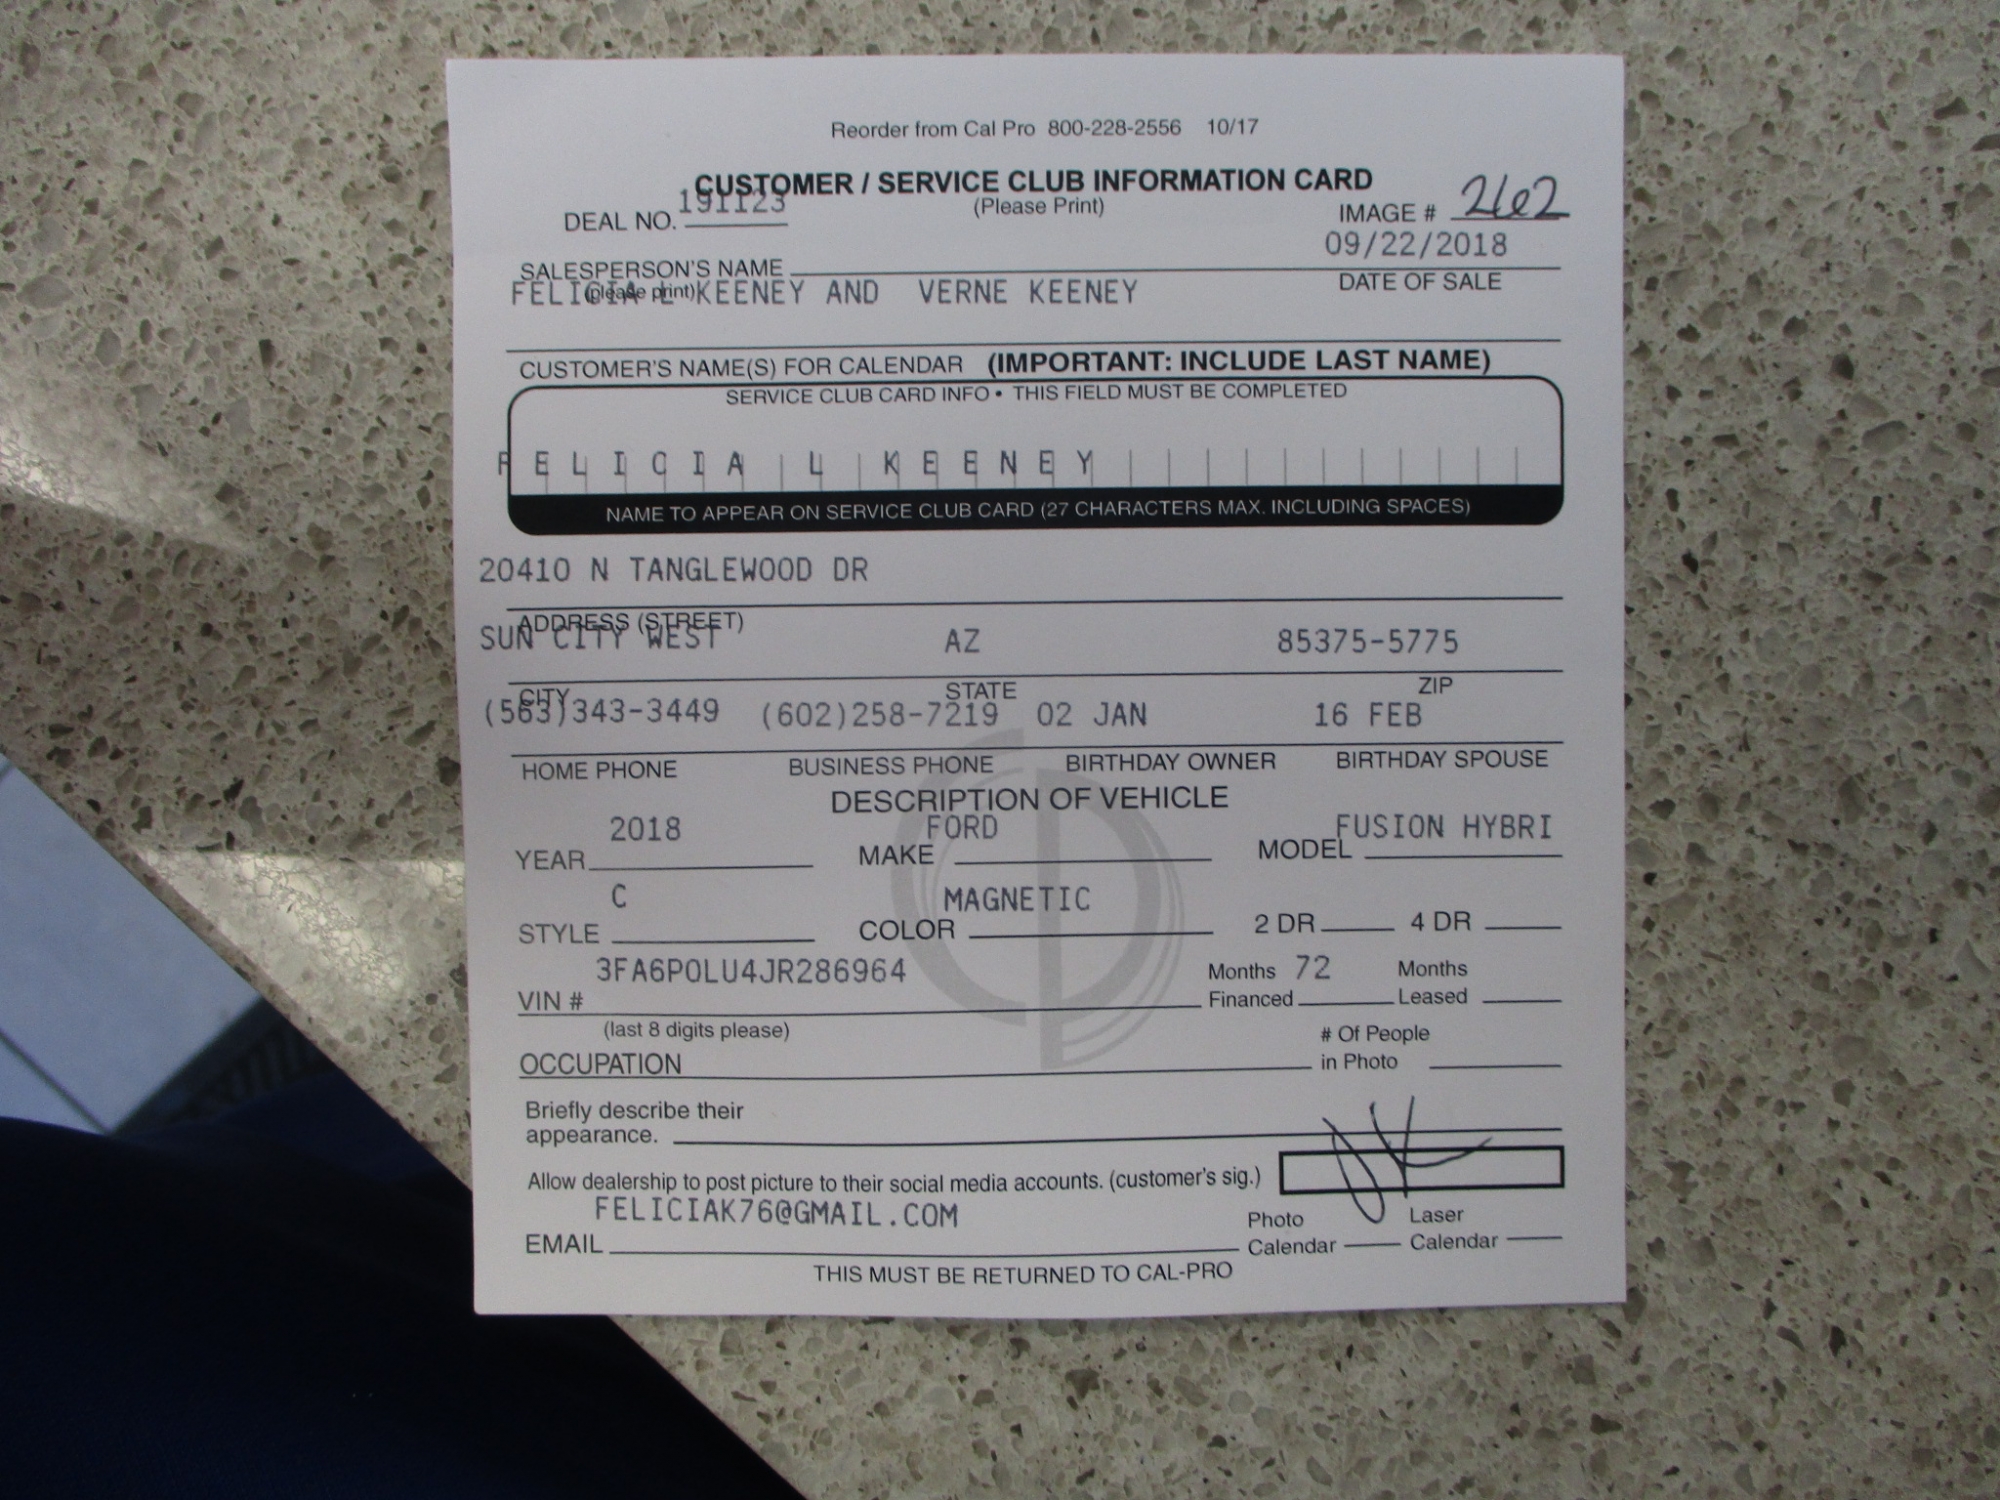 Reorder from Cal Pro 800-228-2556 10/17
CUSTOMER / SERVICE CLUB INFORMATION CARD
(Please Print)
DEAL NO. 191123
IMAGE # 262
09/22/2018
SALESPERSON'S NAME
(please print)
DATE OF SALE
FELICIA L KEENEY AND VERNE KEENEY
CUSTOMER'S NAME(S) FOR CALENDAR (IMPORTANT: INCLUDE LAST NAME)
SERVICE CLUB CARD INFO • THIS FIELD MUST BE COMPLETED
FELICIA L KEENEY
NAME TO APPEAR ON SERVICE CLUB CARD (27 CHARACTERS MAX. INCLUDING SPACES)
20410 N TANGLEWOOD DR
ADDRESS (STREET)
SUN CITY WEST AZ 85375-5775
CITY STATE ZIP
(563)343-3449 (602)258-7219 02 JAN 16 FEB
HOME PHONE BUSINESS PHONE BIRTHDAY OWNER BIRTHDAY SPOUSE
DESCRIPTION OF VEHICLE
YEAR 2018 MAKE FORD MODEL FUSION HYBRI
STYLE C COLOR MAGNETIC 2 DR 4 DR
VIN # 3FA6P0LU4JR286964 Months Financed 72 Months Leased
(last 8 digits please)
OCCUPATION # Of People in Photo
Briefly describe their
appearance.
Allow dealership to post picture to their social media accounts. (customer's sig.)
EMAIL FELICIAK76@GMAIL.COM Photo Calendar Laser Calendar
THIS MUST BE RETURNED TO CAL-PRO